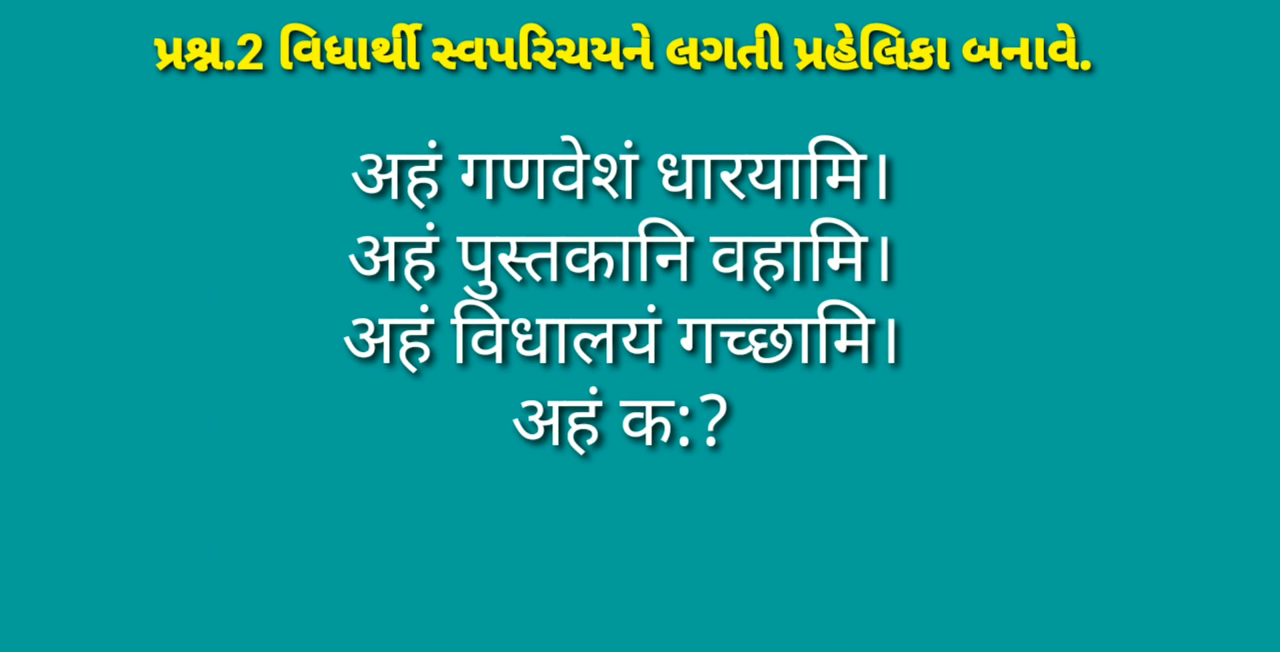 પ્રશ્ન.2 વિધાર્થી સ્વપરિચયને લગતી પ્રહેલિકા બનાવે.
अहं गणवेशं धारयामि।
अहं पुस्तकानि वहामि।
अहं विधालयं गच्छामि।
अहं क:?